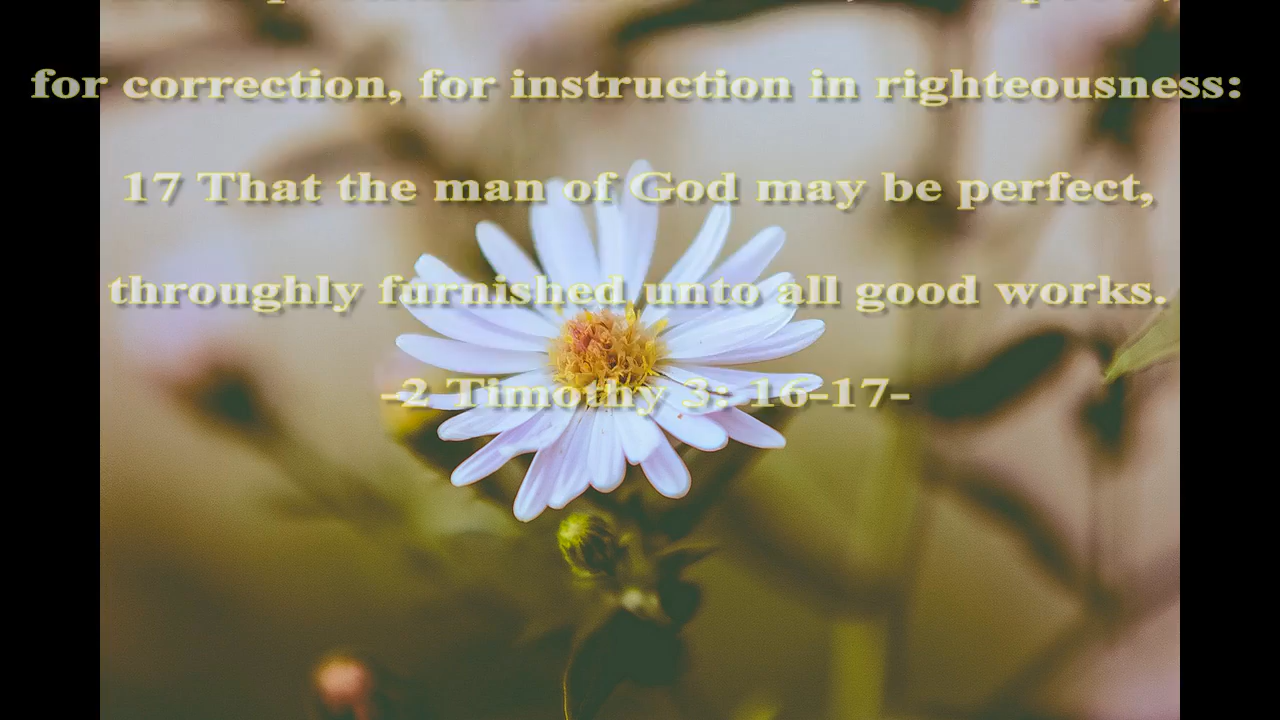 for correction, for instruction in righteousness:
17 That the man of God may be perfect,
throughly furnished unto all good works.
-2 Timothy 3: 16-17-